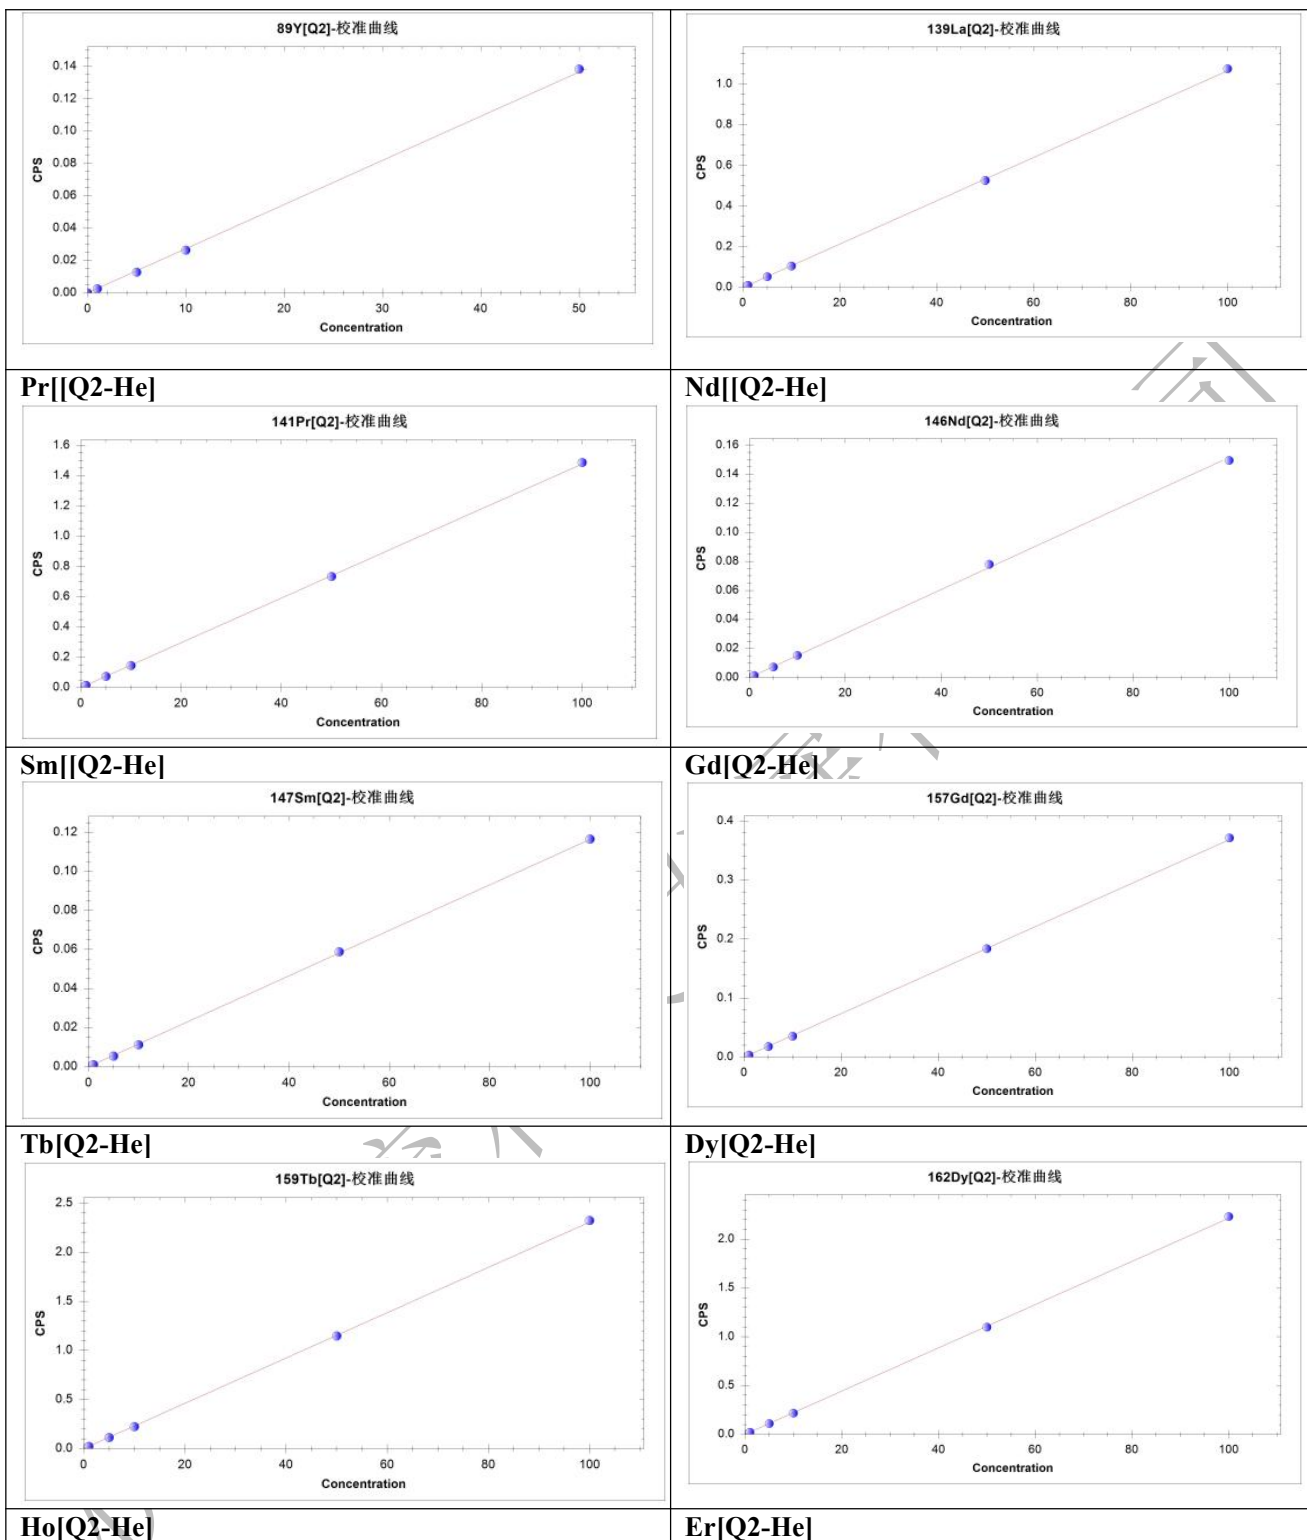 89Y[Q2]-校准曲线
CPS
0.14
0.12
0.10
0.08
0.06
0.04
0.02
0.00
0 10 20 30 40 50
Concentration
139La[Q2]-校准曲线
CPS
1.0
0.8
0.6
0.4
0.2
0.0
0 20 40 60 80 100
Concentration
Pr[[Q2-He]
141Pr[Q2]-校准曲线
CPS
1.6
1.4
1.2
1.0
0.8
0.6
0.4
0.2
0.0
0 20 40 60 80 100
Concentration
Nd[[Q2-He]
146Nd[Q2]-校准曲线
CPS
0.16
0.14
0.12
0.10
0.08
0.06
0.04
0.02
0.00
0 20 40 60 80 100
Concentration
Sm[[Q2-He]
147Sm[Q2]-校准曲线
CPS
0.12
0.10
0.08
0.06
0.04
0.02
0.00
0 20 40 60 80 100
Concentration
Gd[Q2-He]
157Gd[Q2]-校准曲线
CPS
0.4
0.3
0.2
0.1
0.0
0 20 40 60 80 100
Concentration
Tb[Q2-He]
159Tb[Q2]-校准曲线
CPS
2.5
2.0
1.5
1.0
0.5
0.0
0 20 40 60 80 100
Concentration
Dy[Q2-He]
162Dy[Q2]-校准曲线
CPS
2.0
1.5
1.0
0.5
0.0
0 20 40 60 80 100
Concentration
Ho[Q2-He]
Er[Q2-He]